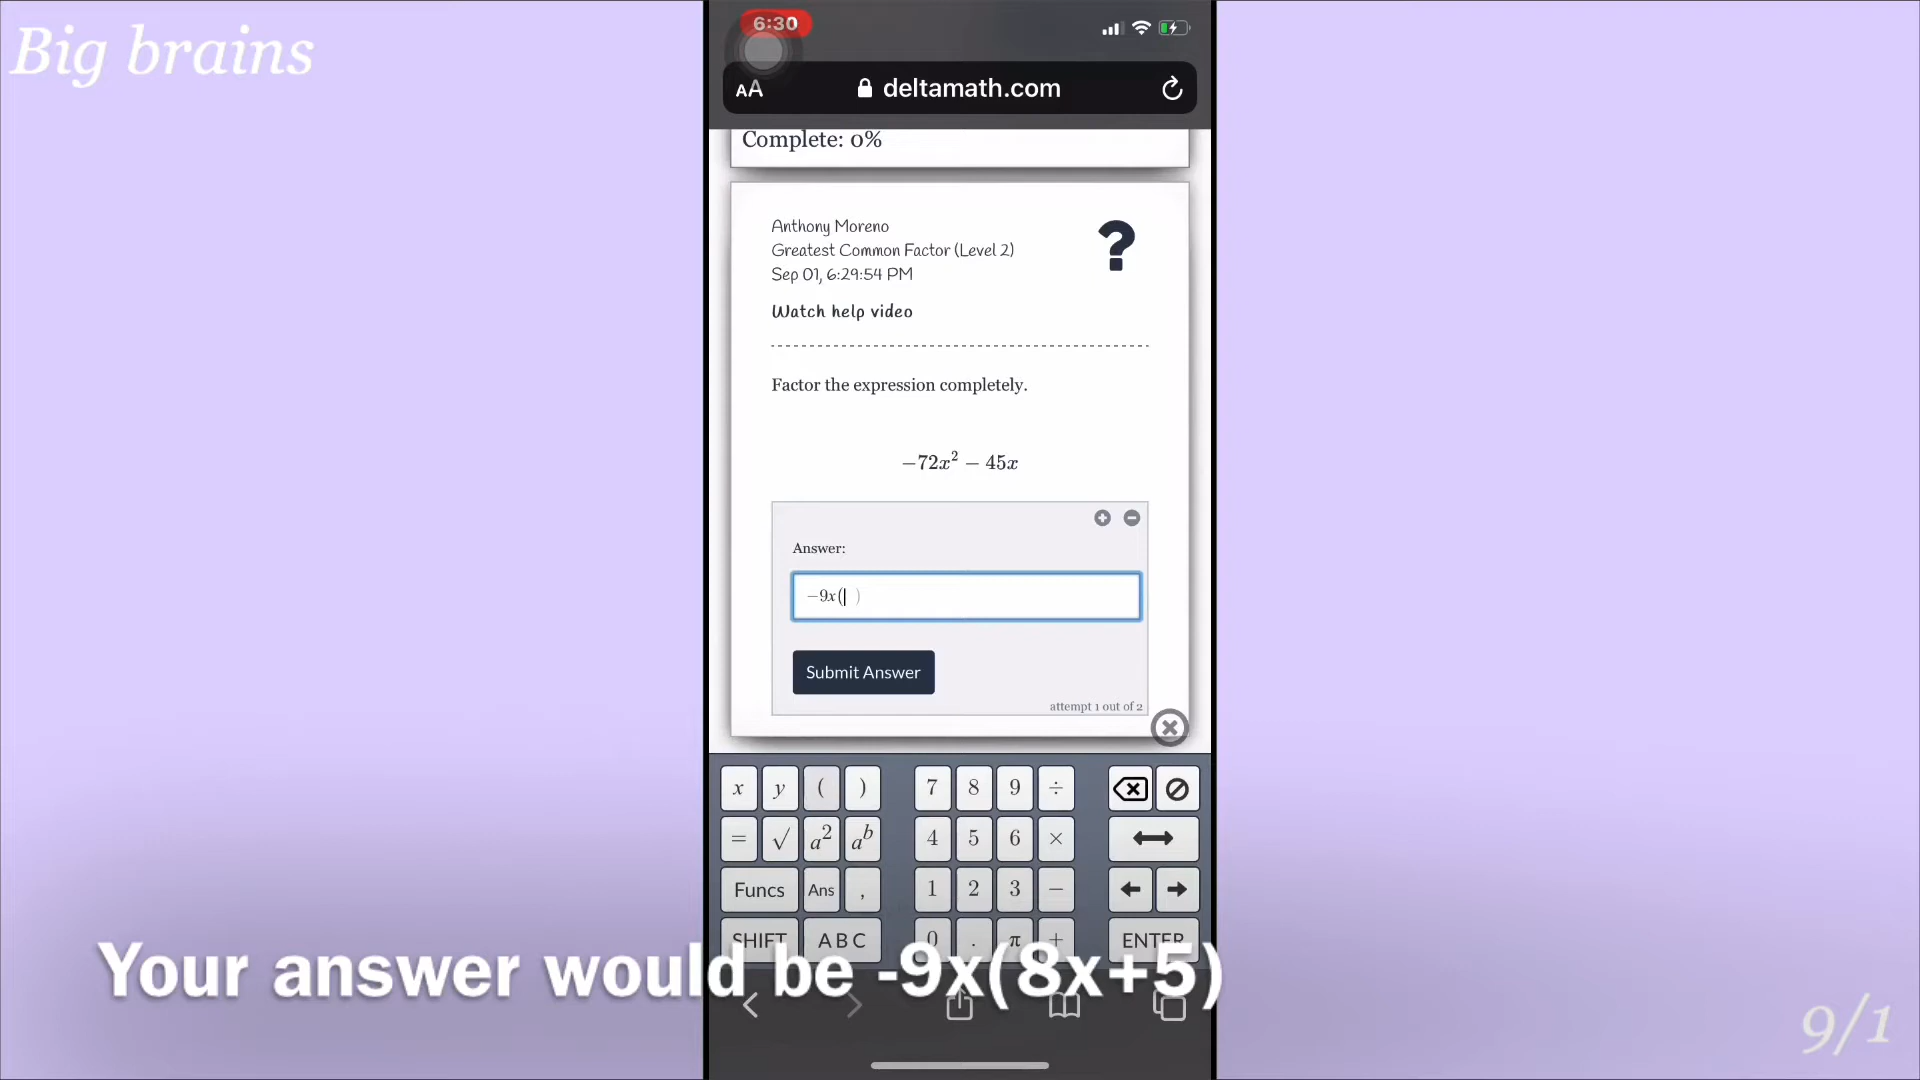 Big brains
6:30
AA deltamath.com
Complete: 0%
Anthony Moreno
Greatest Common Factor (Level 2)
Sep 01, 6:29:54 PM
Watch help video
Factor the expression completely.
−72x² − 45x
Answer:
−9x( )
Submit Answer
attempt 1 out of 2
x y ( ) 7 8 9 ÷
= √ a² aᵇ 4 5 6 ×
Funcs Ans , 1 2 3 −
SHIFT ABC 0 . π + ENTER
Your answer would be -9x(8x+5)
9/1